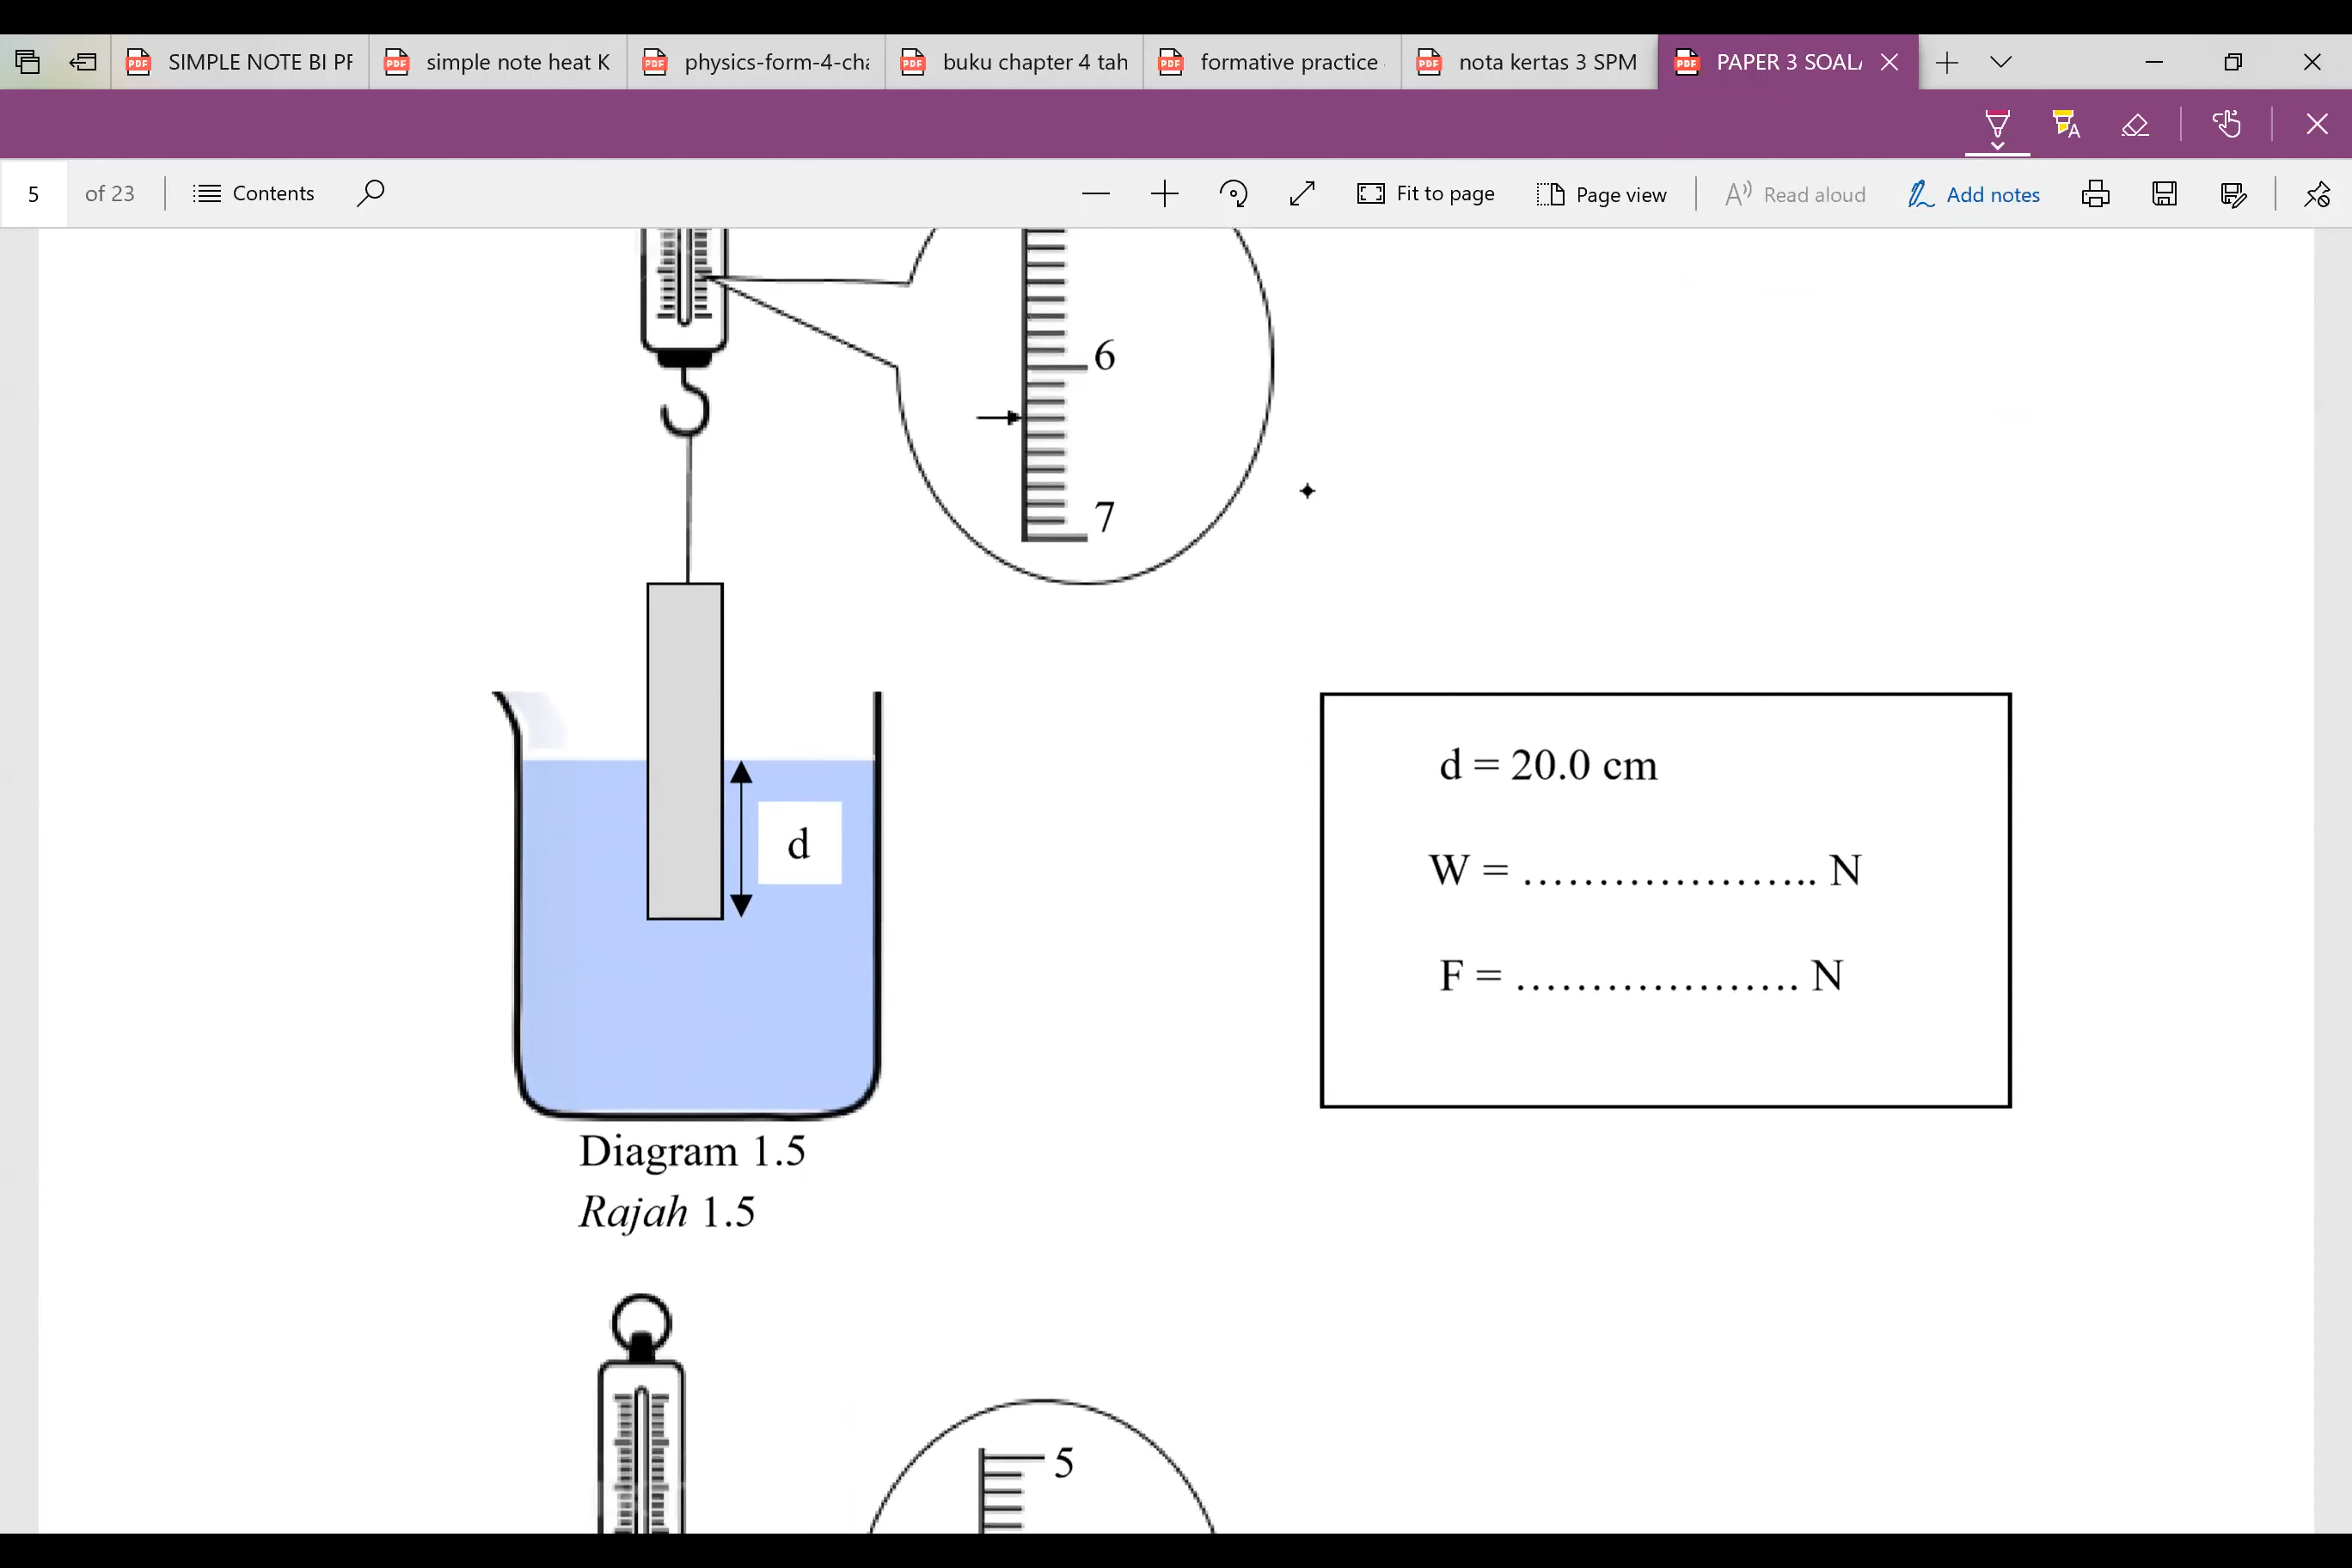 SIMPLE NOTE BI PF
simple note heat K
physics-form-4-cha
buku chapter 4 tah
formative practice
nota kertas 3 SPM
PAPER 3 SOALA
5 of 23
Contents
Fit to page
Page view
Read aloud
Add notes
6
7
d
d = 20.0 cm
W = .................... N
F = ................... N
Diagram 1.5
Rajah 1.5
5